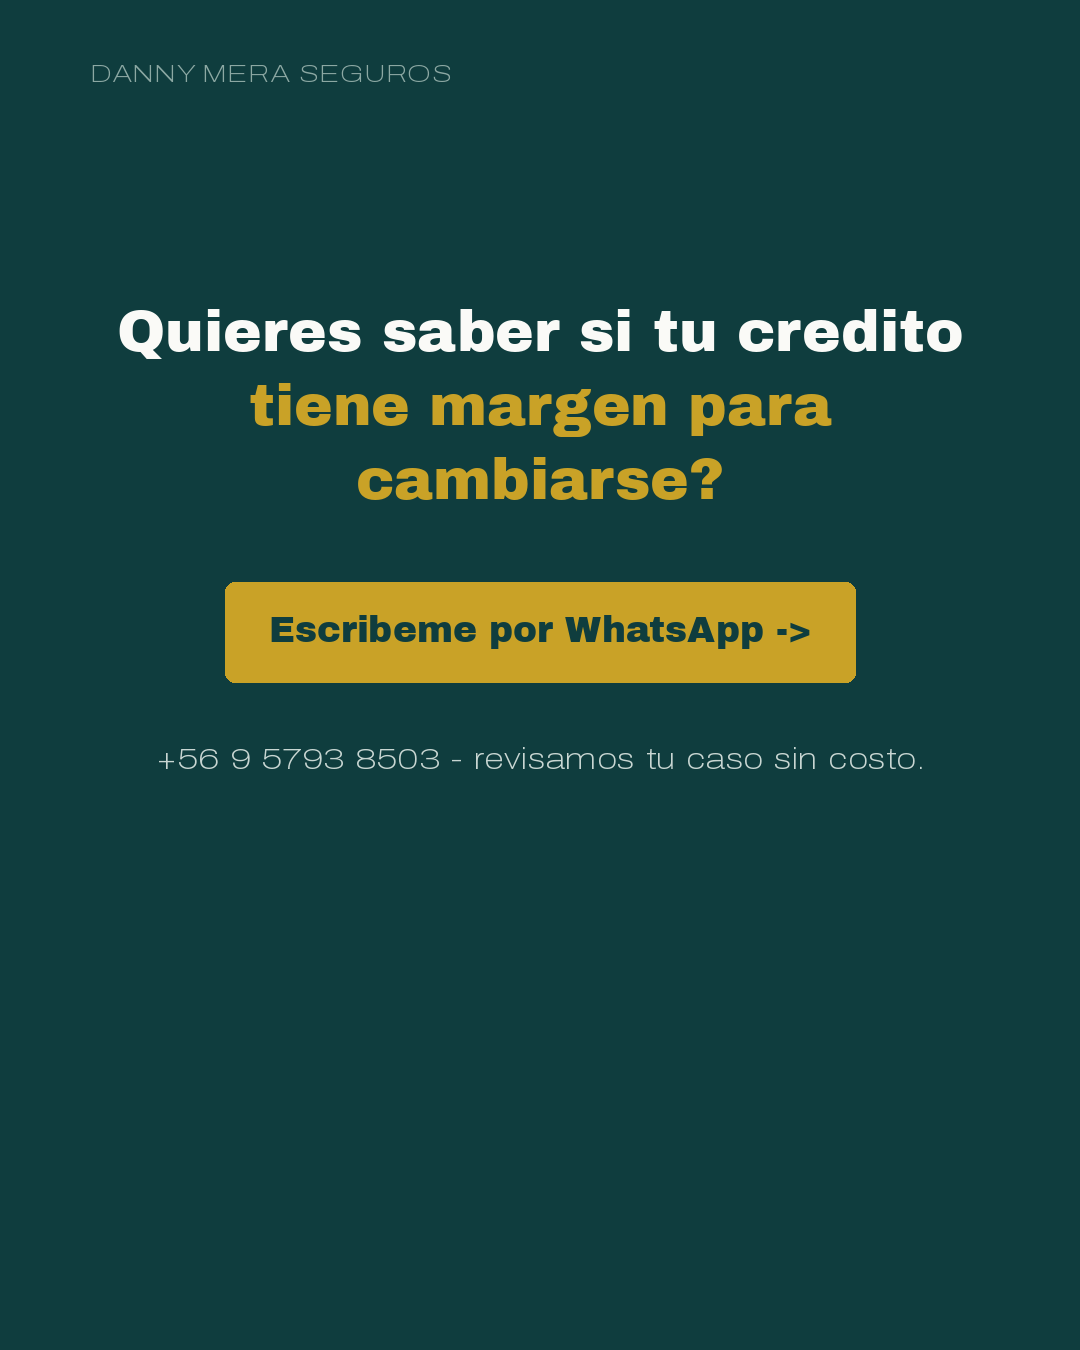 DANNY MERA SEGUROS
Quieres saber si tu credito
tiene margen para
cambiarse?
Escribeme por WhatsApp ->
+56 9 5793 8503 - revisamos tu caso sin costo.